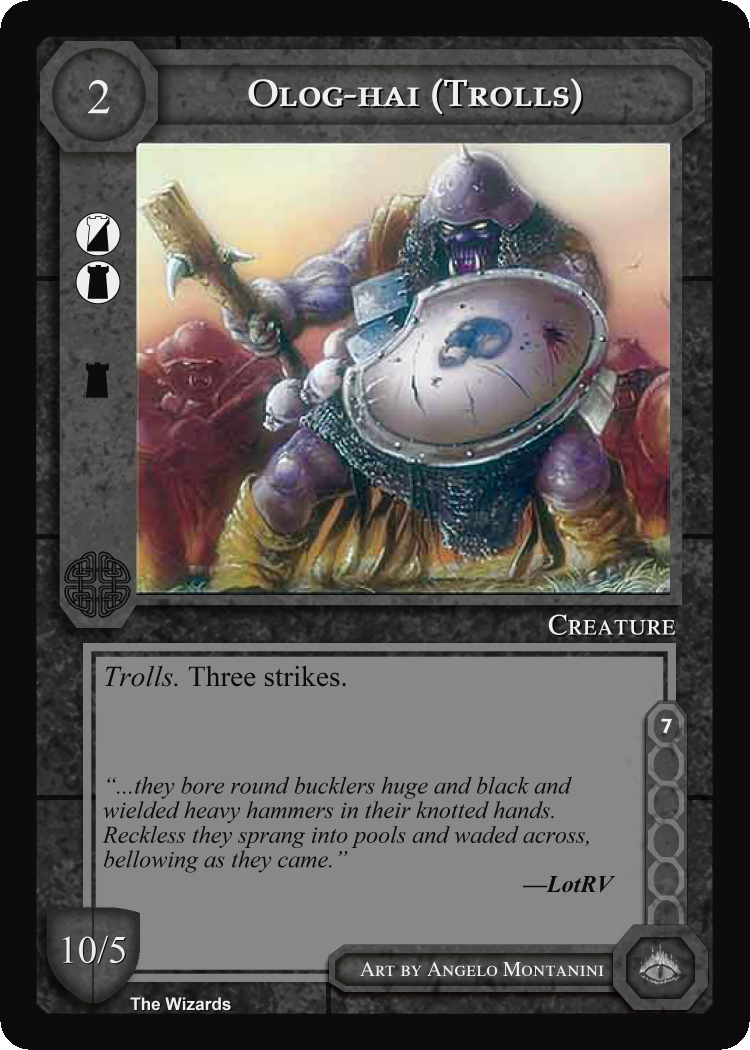 2
Olog-hai (Trolls)
Creature
Trolls. Three strikes.
7
“...they bore round bucklers huge and black and
wielded heavy hammers in their knotted hands.
Reckless they sprang into pools and waded across,
bellowing as they came.”
—LotRV
10/5
Art by Angelo Montanini
The Wizards